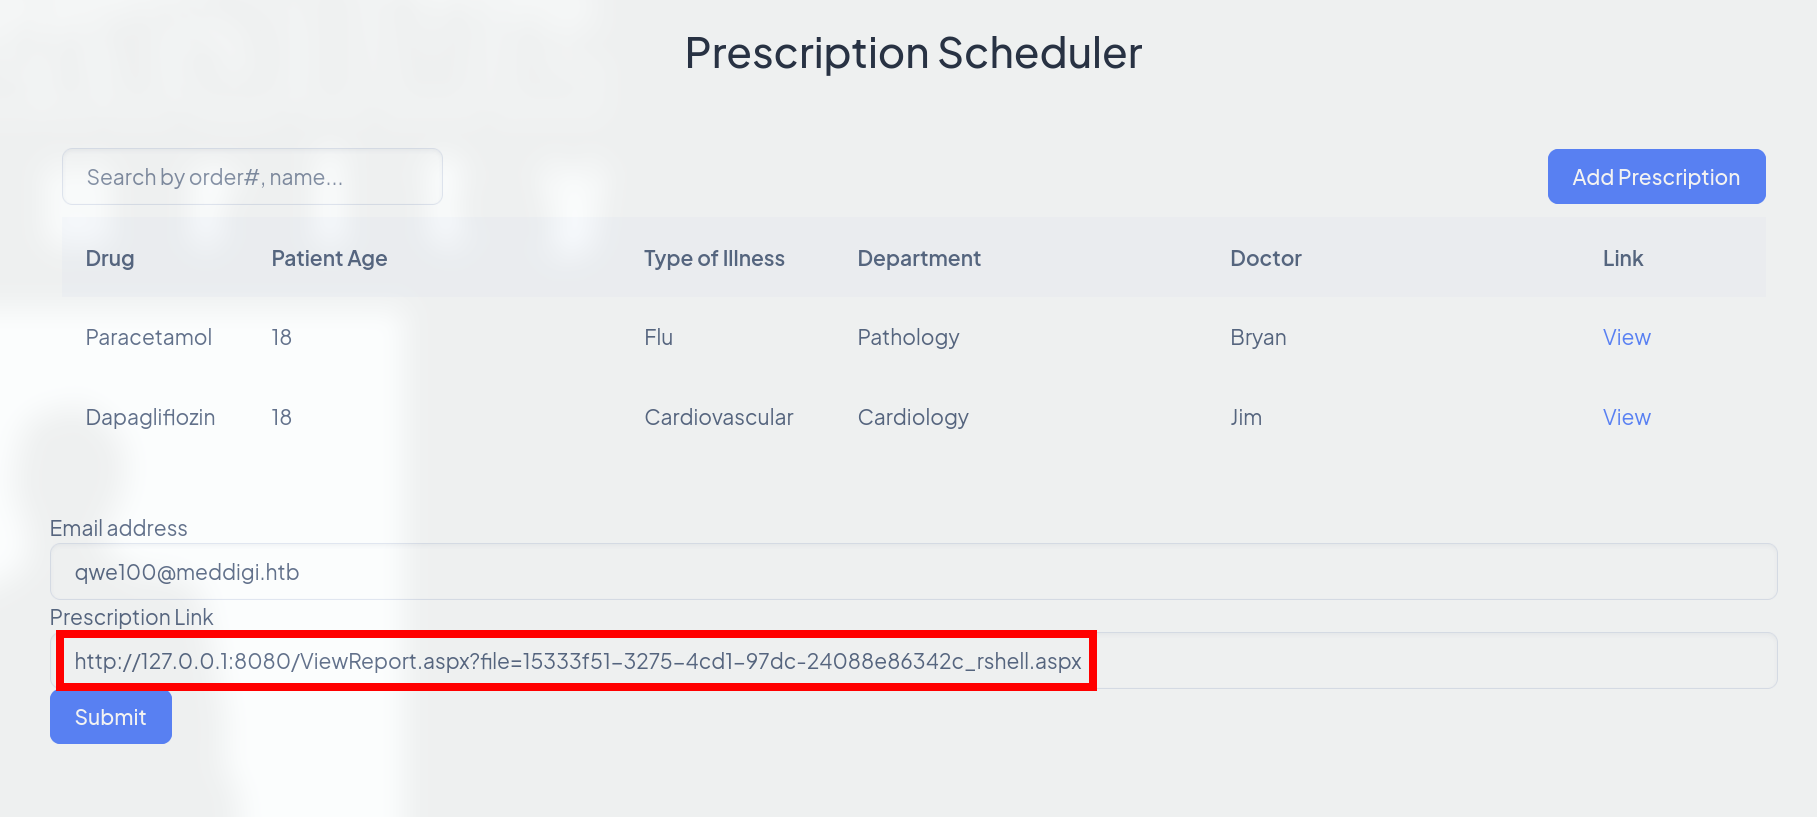 Prescription Scheduler
Search by order#, name...
Add Prescription
Drug Patient Age Type of Illness Department Doctor Link
Paracetamol 18 Flu Pathology Bryan View
Dapagliflozin 18 Cardiovascular Cardiology Jim View
Email address
qwe100@meddigi.htb
Prescription Link
http://127.0.0.1:8080/ViewReport.aspx?file=15333f51-3275-4cd1-97dc-24088e86342c_rshell.aspx
Submit